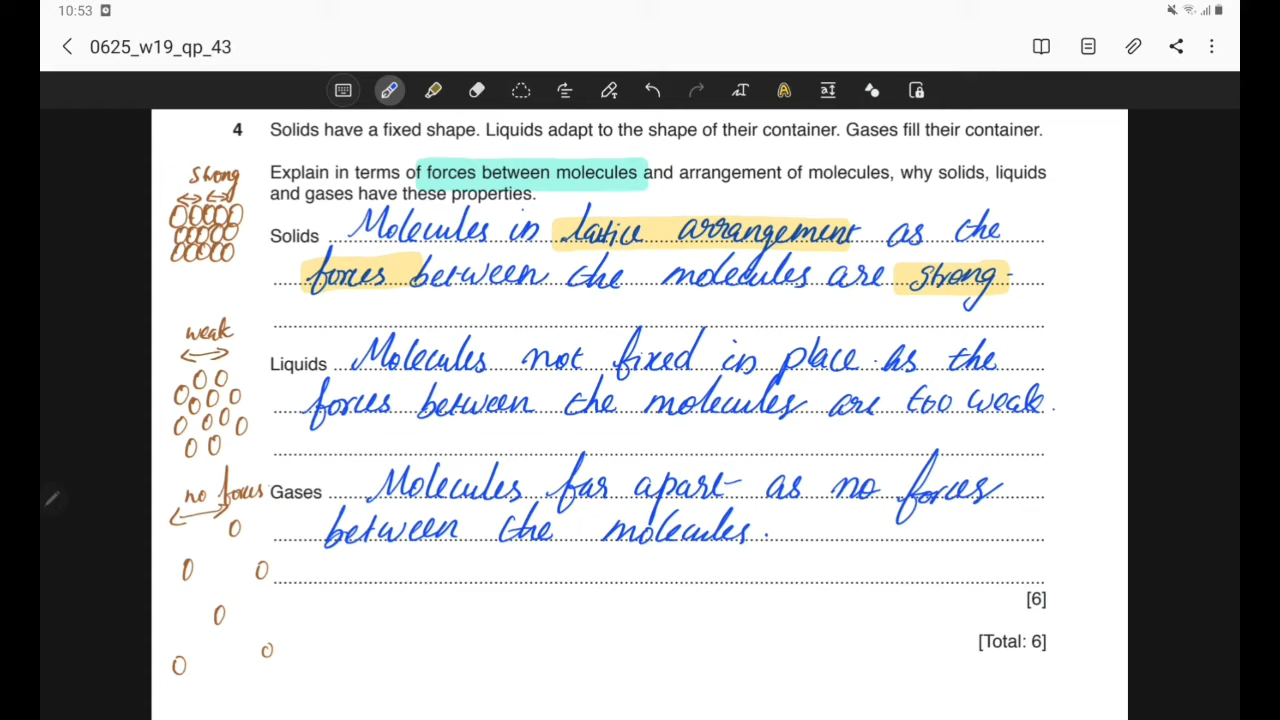 10:53
0625_w19_qp_43
4 Solids have a fixed shape. Liquids adapt to the shape of their container. Gases fill their container.
Explain in terms of forces between molecules and arrangement of molecules, why solids, liquids
and gases have these properties.
strong
Solids Molecules in lattice arrangement as the
forces between the molecules are strong.
weak
Liquids Molecules not fixed in place as the
forces between the molecules are too weak.
no forces
Gases Molecules far apart as no forces
between the molecules.
[6]
[Total: 6]